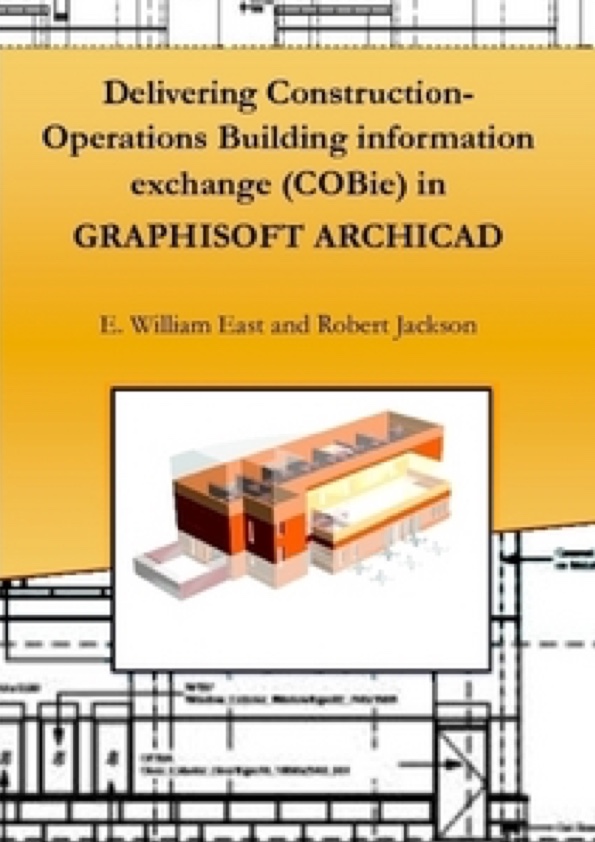 Delivering Construction-
Operations Building information
exchange (COBie) in
GRAPHISOFT ARCHICAD
E. William East and Robert Jackson